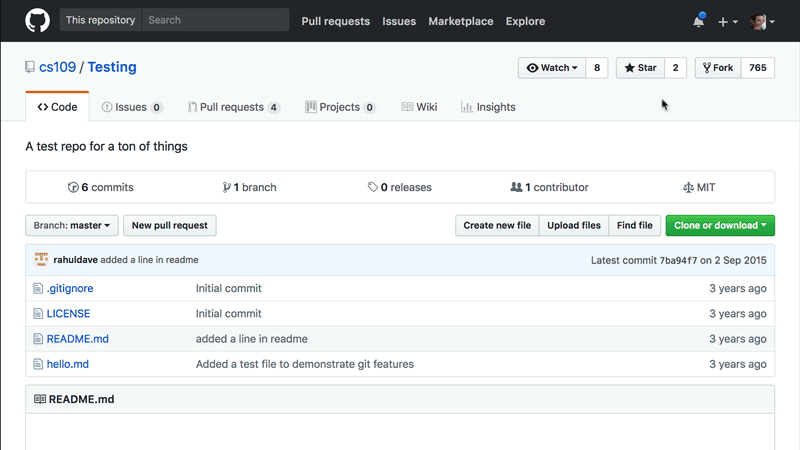 This repository Search Pull requests Issues Marketplace Explore
cs109 / Testing Watch 8 Star 2 Fork 765
Code Issues 0 Pull requests 4 Projects 0 Wiki Insights
A test repo for a ton of things
6 commits 1 branch 0 releases 1 contributor MIT
Branch: master New pull request Create new file Upload files Find file Clone or download
rahuldave added a line in readme Latest commit 7ba94f7 on 2 Sep 2015
.gitignore Initial commit 3 years ago
LICENSE Initial commit 3 years ago
README.md added a line in readme 3 years ago
hello.md Added a test file to demonstrate git features 3 years ago
README.md